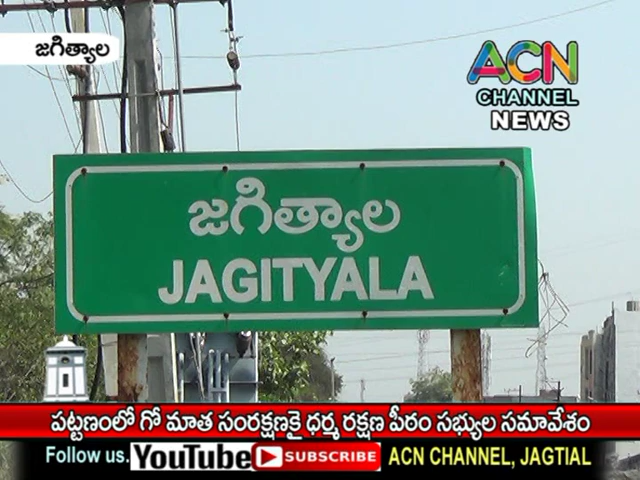 జగిత్యాల
ACN
CHANNEL
NEWS
జగిత్యాల
JAGITYALA
పట్టణంలో గో మాత సంరక్షణకై ధర్మ రక్షణ పీఠం సభ్యుల సమావేశం
Follow us. YouTube SUBSCRIBE ACN CHANNEL, JAGTIAL